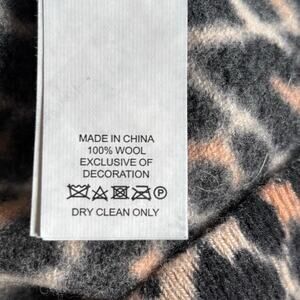 MADE IN CHINA
100% WOOL
EXCLUSIVE OF
DECORATION
P
DRY CLEAN ONLY